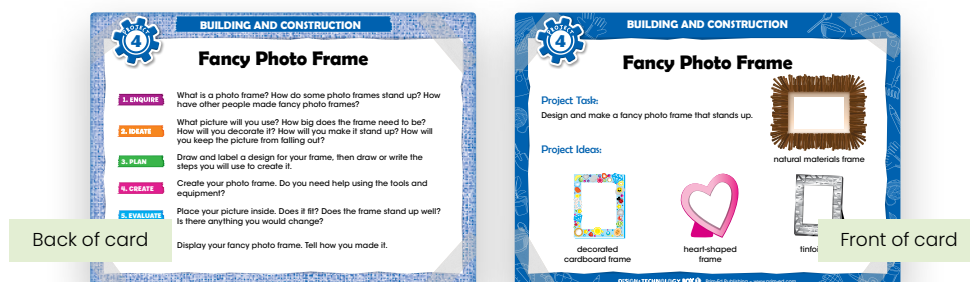 BUILDING AND CONSTRUCTION
PROJECT
4
Fancy Photo Frame
1. ENQUIRE
What is a photo frame? How do some photo frames stand up? How
have other people made fancy photo frames?
2. IDEATE
What picture will you use? How big does the frame need to be?
How will you decorate it? How will you make it stand up? How will
you keep the picture from falling out?
3. PLAN
Draw and label a design for your frame, then draw or write the
steps you will use to create it.
4. CREATE
Create your photo frame. Do you need help using the tools and
equipment?
5. EVALUATE
Place your picture inside. Does it fit? Does the frame stand up well?
Is there anything you would change?
Display your fancy photo frame. Tell how you made it.
Back of card
BUILDING AND CONSTRUCTION
PROJECT
4
Fancy Photo Frame
Project Task:
Design and make a fancy photo frame that stands up.
natural materials frame
Project Ideas:
decorated
cardboard frame
heart-shaped
frame
Front of card
DESIGN & TECHNOLOGY BOX